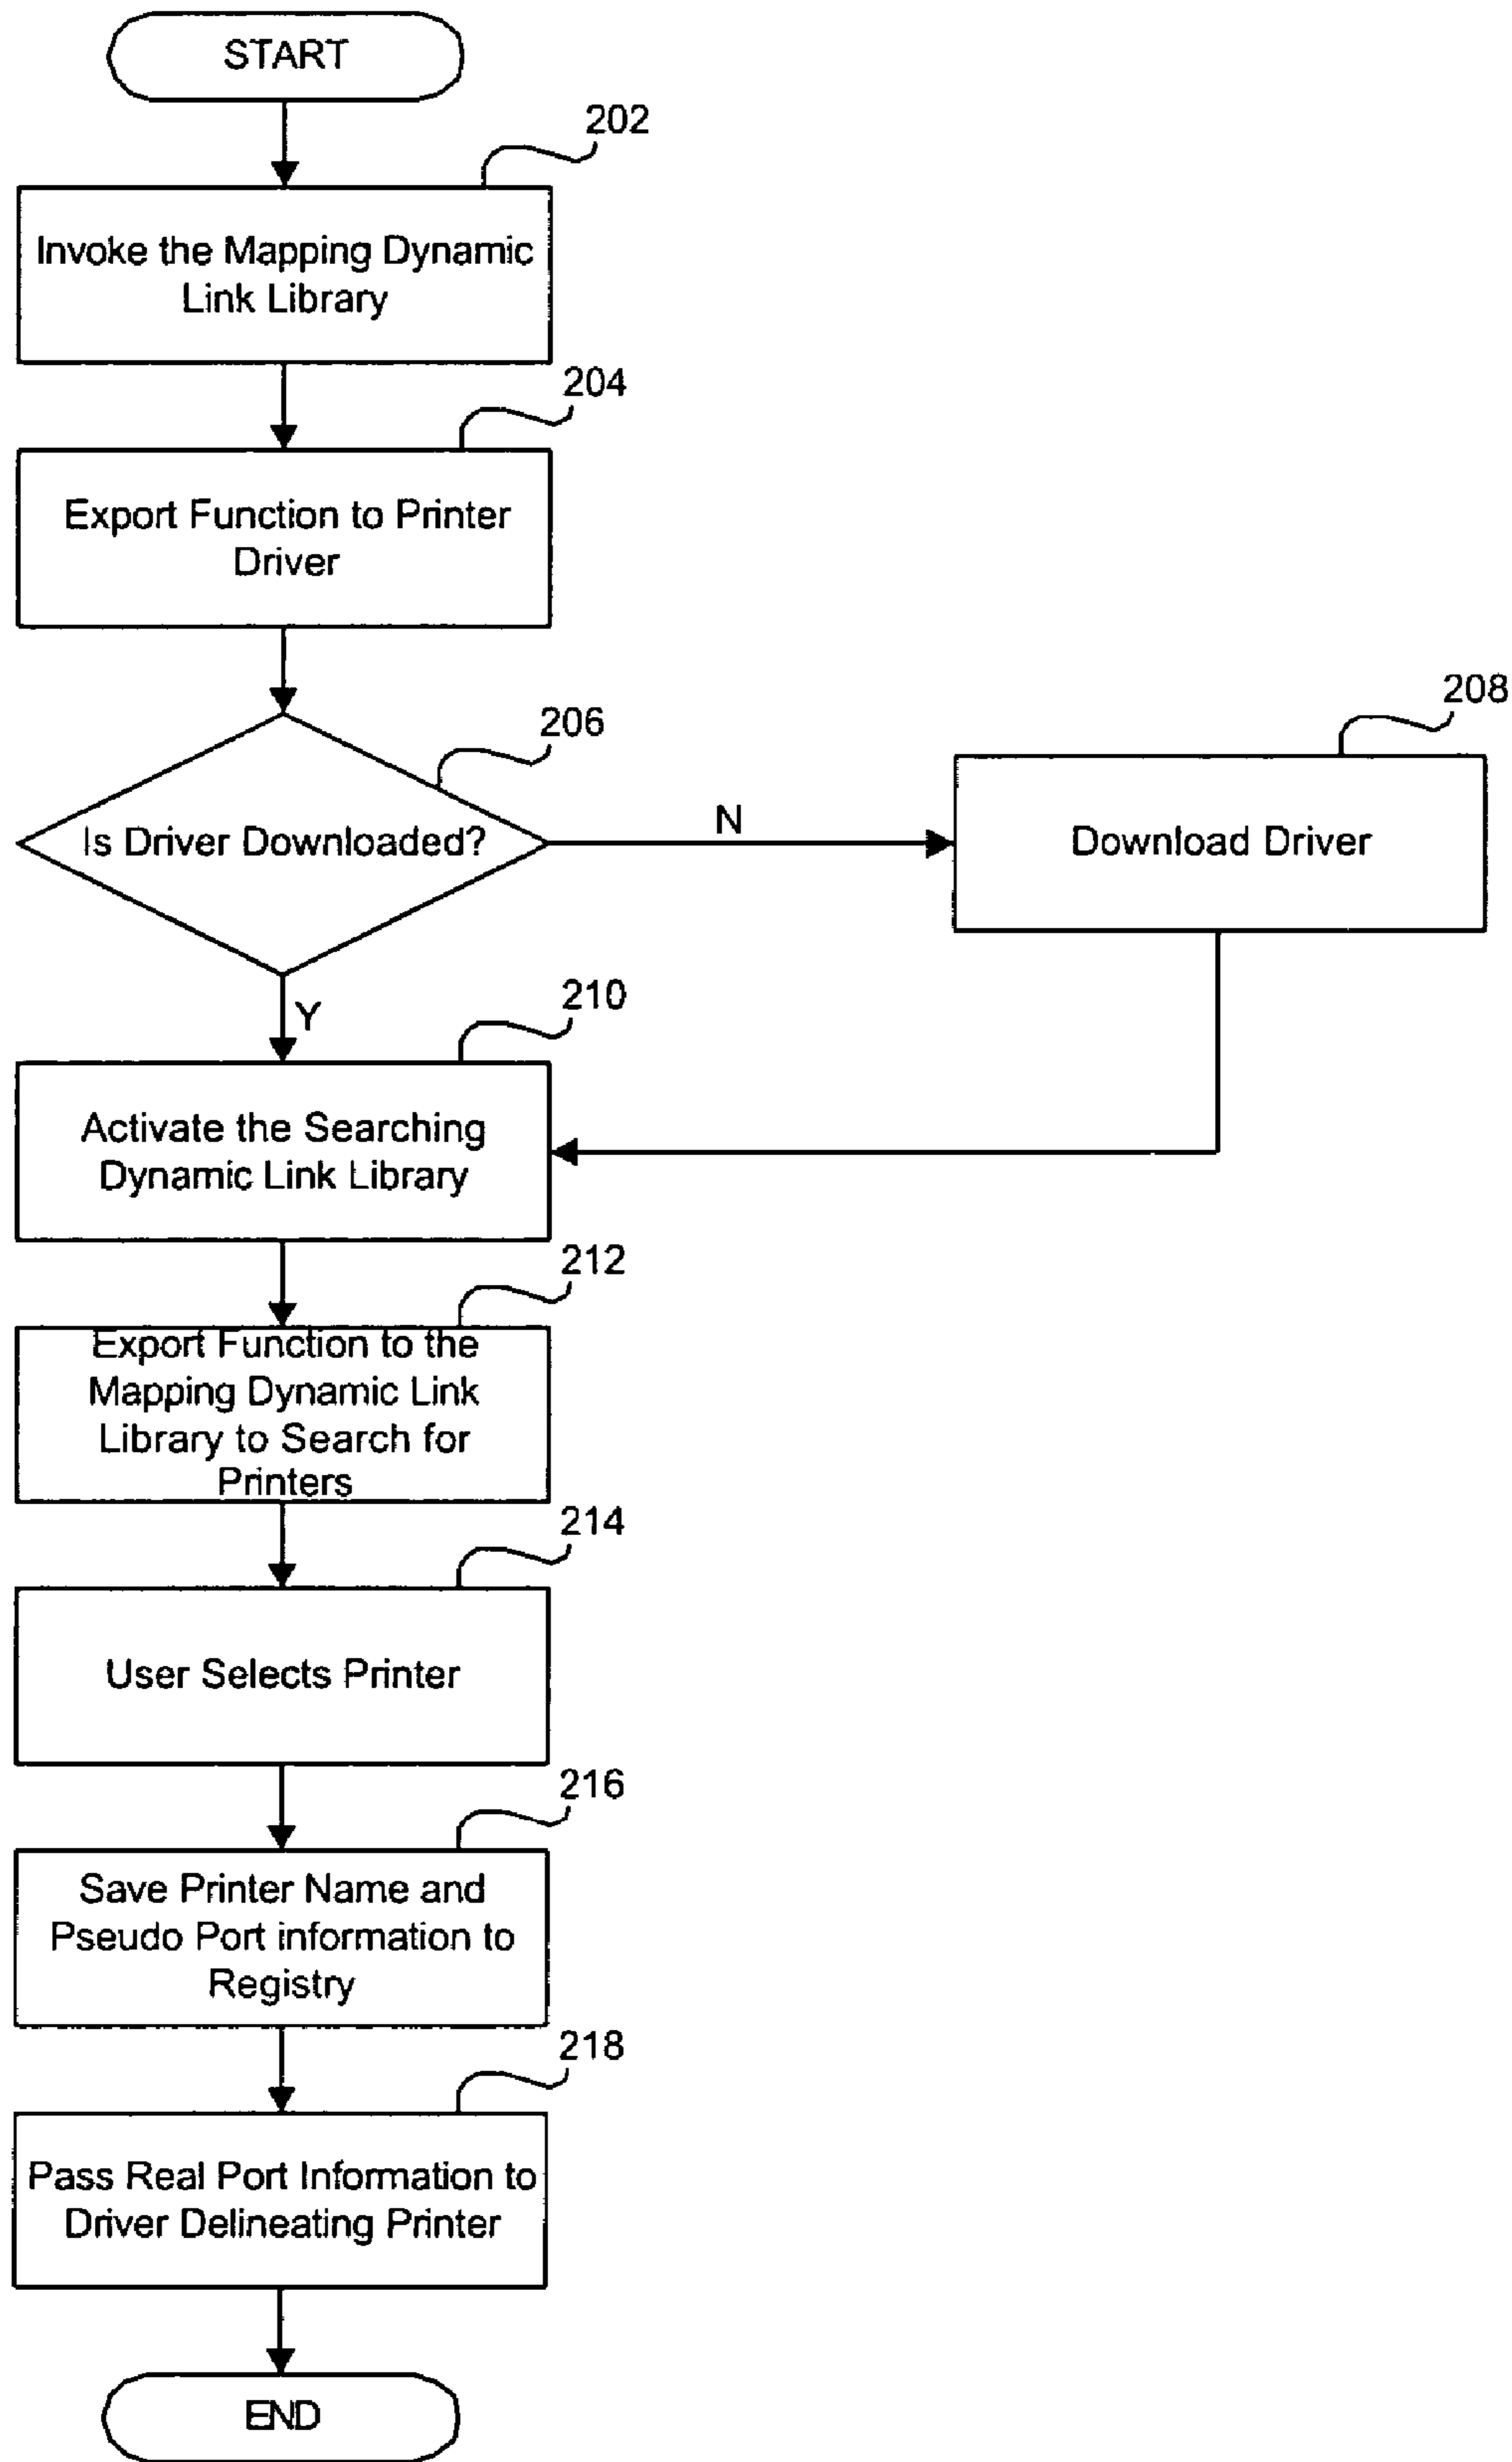 START
202
Invoke the Mapping Dynamic
Link Library
204
Export Function to Printer
Driver
206
Is Driver Downloaded?
N
208
Download Driver
Y
210
Activate the Searching
Dynamic Link Library
212
Export Function to the
Mapping Dynamic Link
Library to Search for
Printers
214
User Selects Printer
216
Save Printer Name and
Pseudo Port information to
Registry
218
Pass Real Port Information to
Driver Delineating Printer
END